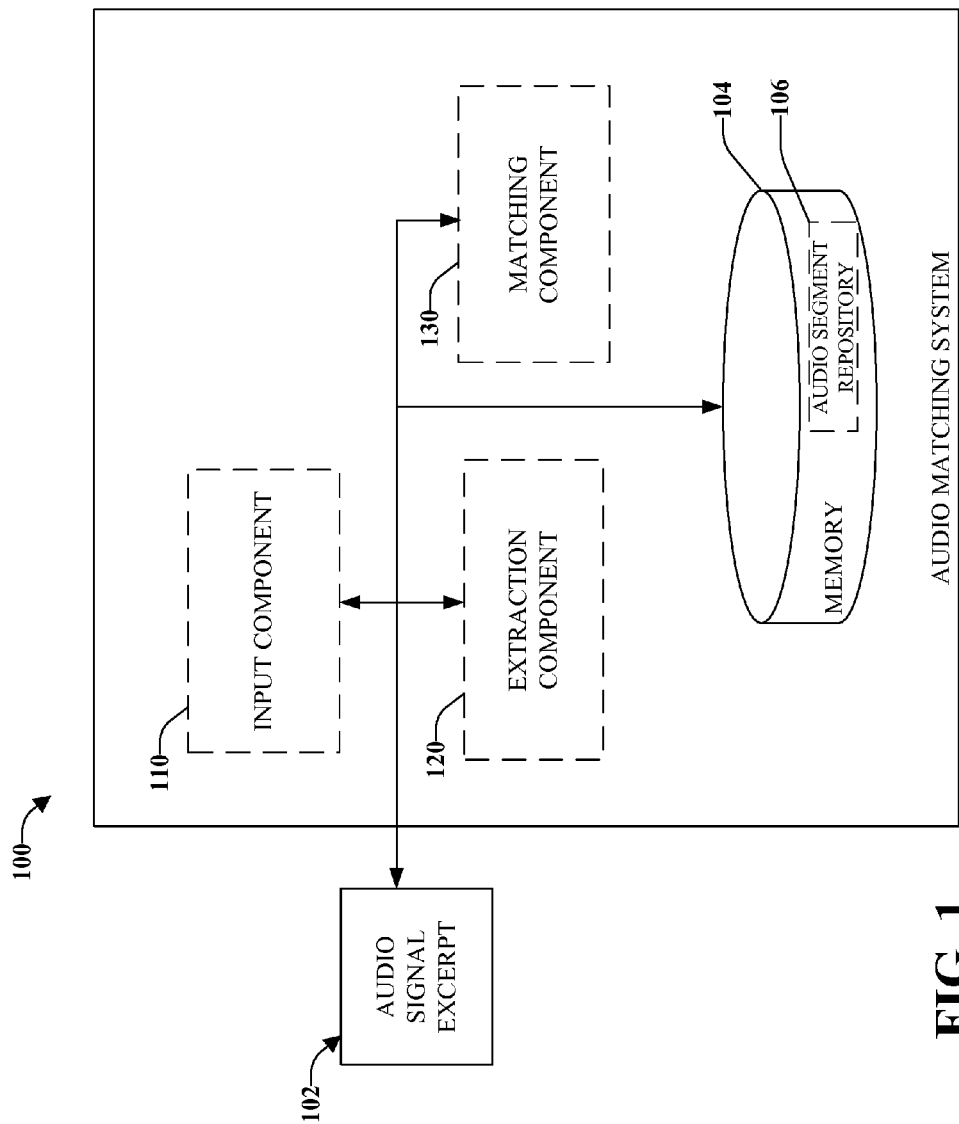 100
102
AUDIO
SIGNAL
EXCERPT
110
INPUT COMPONENT
120
EXTRACTION
COMPONENT
130
MATCHING
COMPONENT
104
106
MEMORY
AUDIO SEGMENT
REPOSITORY
AUDIO MATCHING SYSTEM
FIG. 1